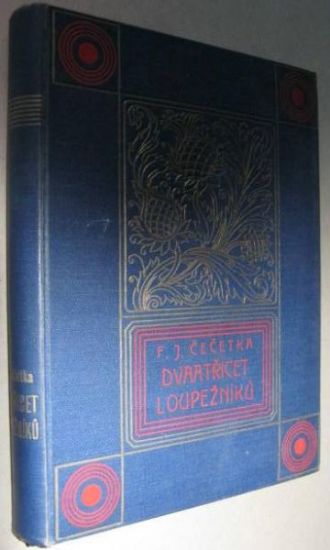 F. J. ČEČETKA
DVAATŘICET
LOUPEŽNÍKŮ